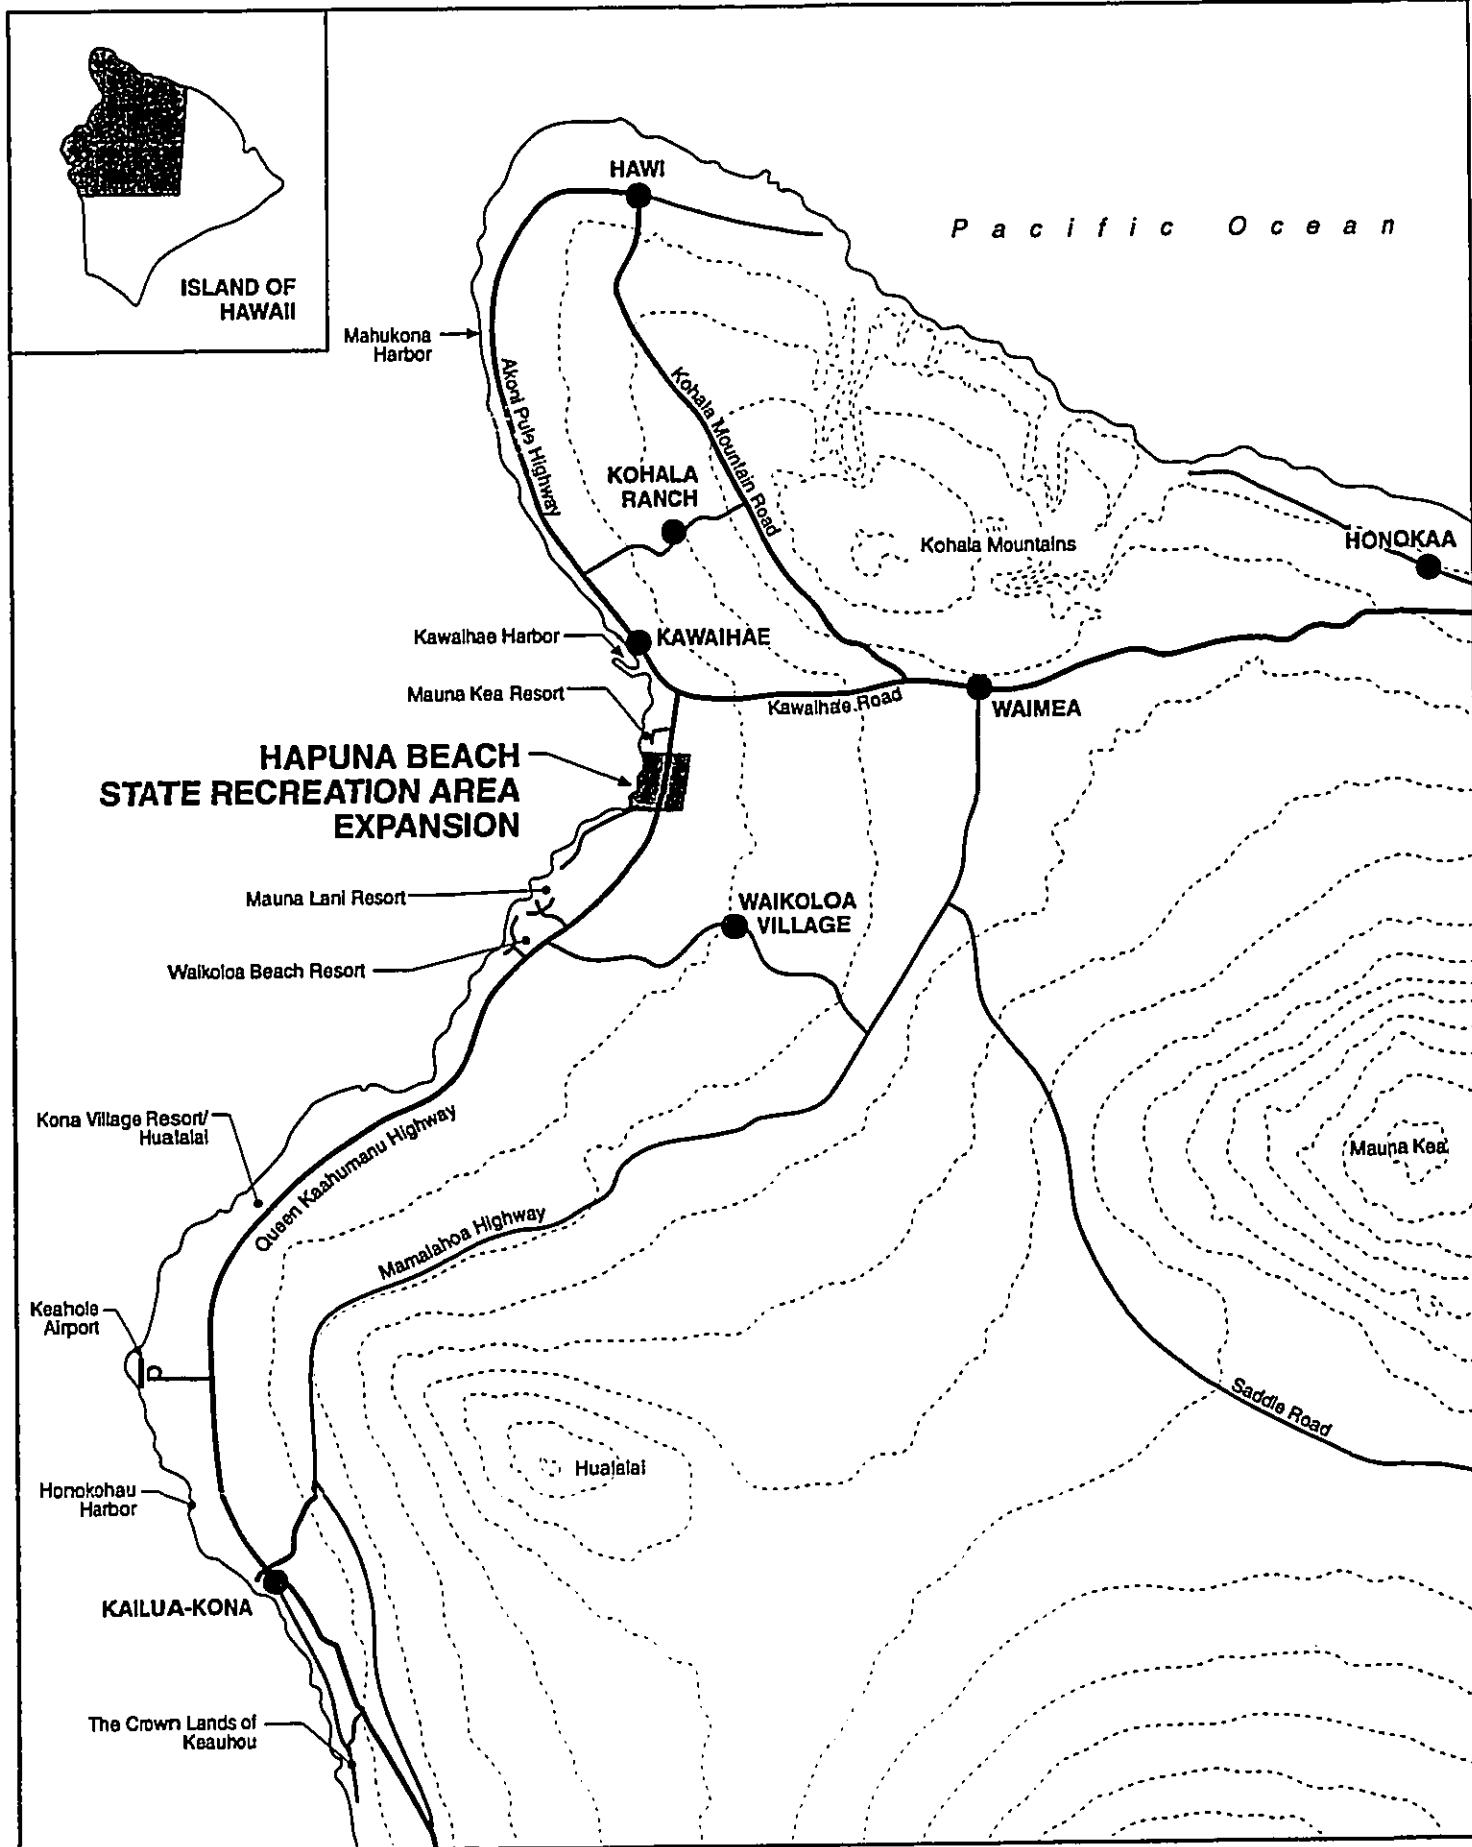 ISLAND OF
HAWAII
HAWI
Pacific Ocean
Mahukona
Harbor
Akoni Pule Highway
Kohala Mountain Road
KOHALA
RANCH
Kohala Mountains
HONOKAA
Kawaihae Harbor
KAWAIHAE
Mauna Kea Resort
Kawaihae Road
WAIMEA
HAPUNA BEACH
STATE RECREATION AREA
EXPANSION
Mauna Lani Resort
WAIKOLOA
VILLAGE
Waikoloa Beach Resort
Kona Village Resort/
Hualalai
Queen Kaahumanu Highway
Mauna Kea
Mamalahoa Highway
Keahole
Airport
Saddle Road
Hualalai
Honokohau
Harbor
KAILUA-KONA
The Crown Lands of
Keauhou